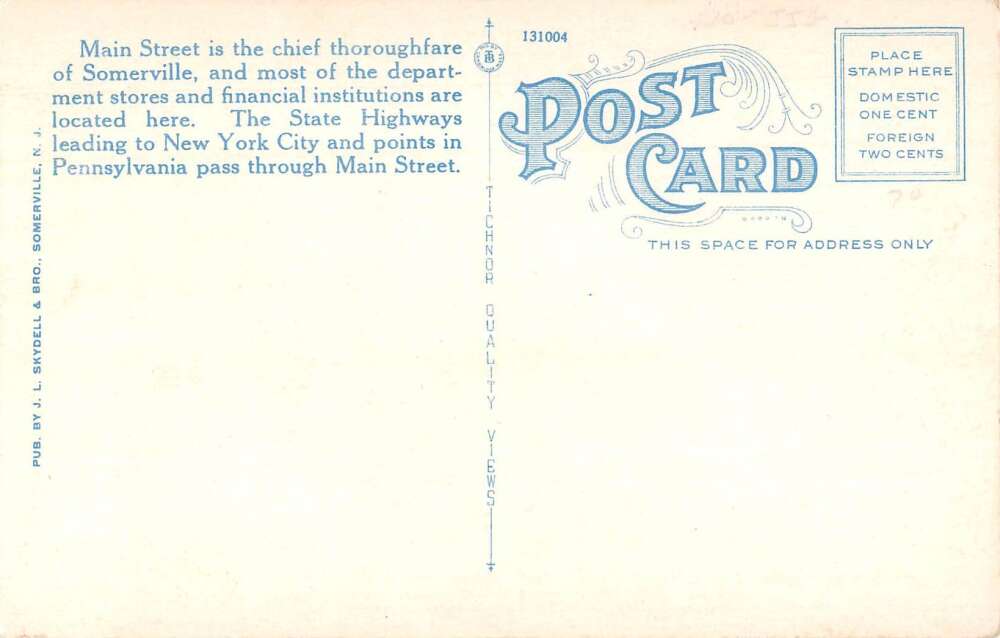 Main Street is the chief thoroughfare
of Somerville, and most of the depart-
ment stores and financial institutions are
located here. The State Highways
leading to New York City and points in
Pennsylvania pass through Main Street.
PUB. BY J. L. SKYDELL & BRO., SOMERVILLE, N. J.
TICHNOR QUALITY VIEWS
131004
POST
CARD
THIS SPACE FOR ADDRESS ONLY
PLACE
STAMP HERE
DOMESTIC
ONE CENT
FOREIGN
TWO CENTS